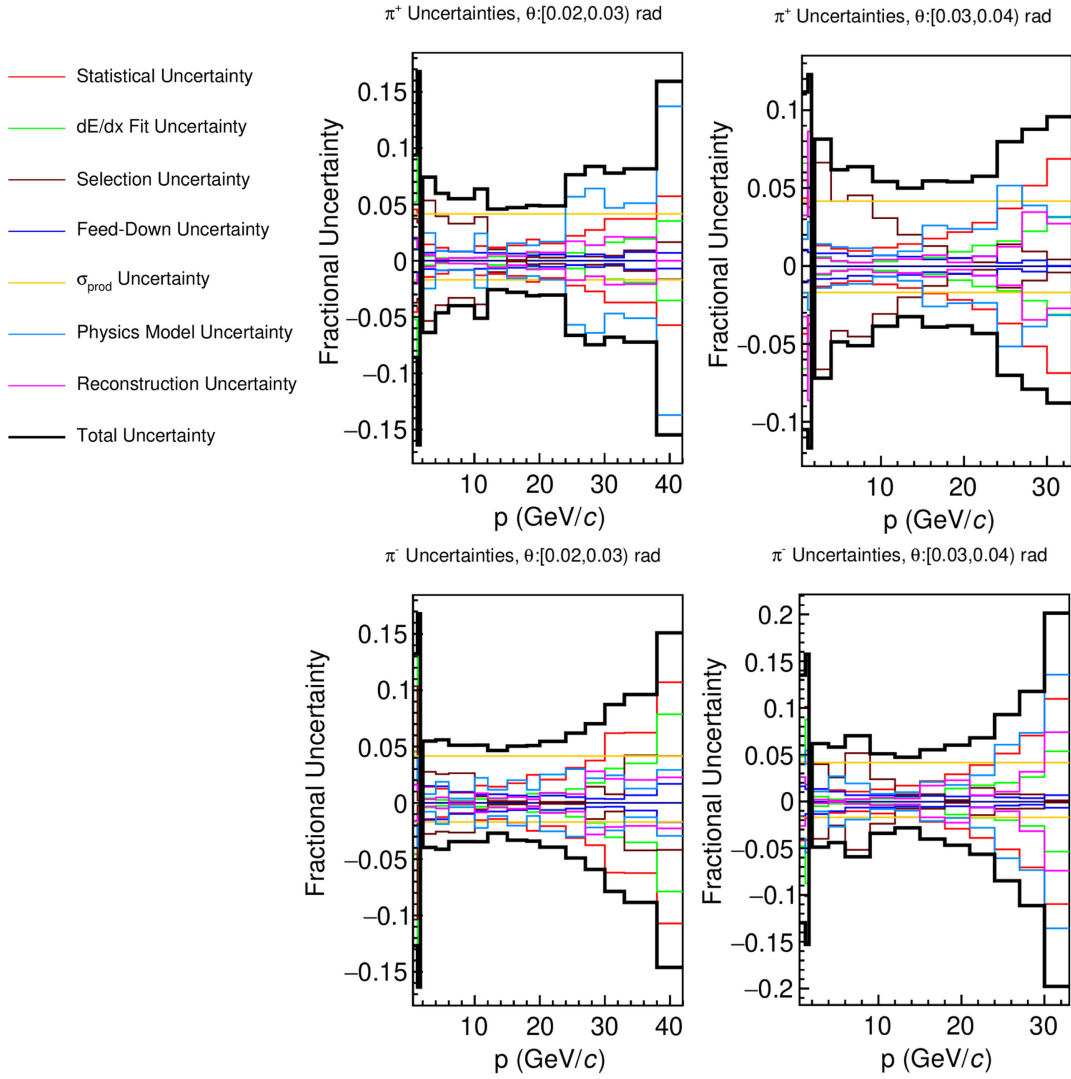 π⁺ Uncertainties, θ:[0.02,0.03) rad
π⁺ Uncertainties, θ:[0.03,0.04) rad
Statistical Uncertainty
dE/dx Fit Uncertainty
Selection Uncertainty
Feed-Down Uncertainty
σprod Uncertainty
Physics Model Uncertainty
Reconstruction Uncertainty
Total Uncertainty
Fractional Uncertainty
0.15
0.1
0.05
0
−0.05
−0.1
−0.15
10 20 30 40
p (GeV/c)
Fractional Uncertainty
0.1
0.05
0
−0.05
−0.1
10 20 30
p (GeV/c)
π⁻ Uncertainties, θ:[0.02,0.03) rad
π⁻ Uncertainties, θ:[0.03,0.04) rad
Fractional Uncertainty
0.15
0.1
0.05
0
−0.05
−0.1
−0.15
10 20 30 40
p (GeV/c)
Fractional Uncertainty
0.2
0.15
0.1
0.05
0
−0.05
−0.1
−0.15
−0.2
10 20 30
p (GeV/c)